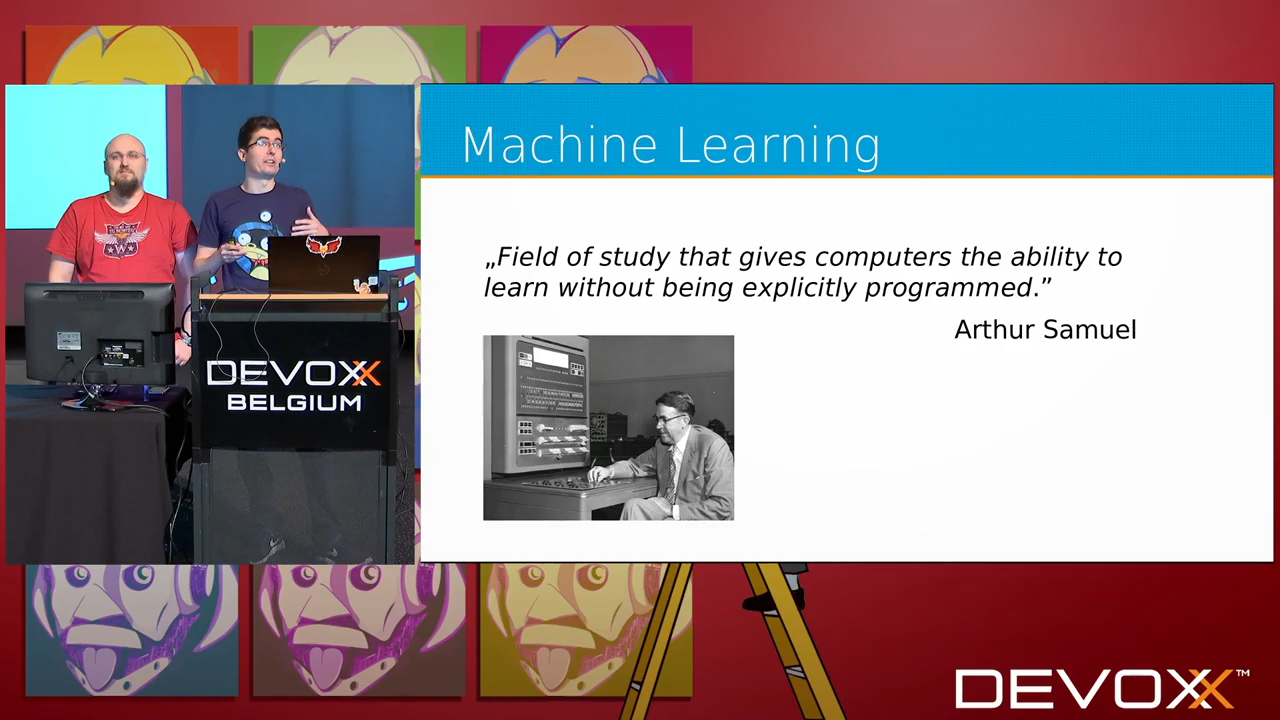 Machine Learning
„Field of study that gives computers the ability to
learn without being explicitly programmed.”
Arthur Samuel
DEVOXX
BELGIUM
DEVOXX™